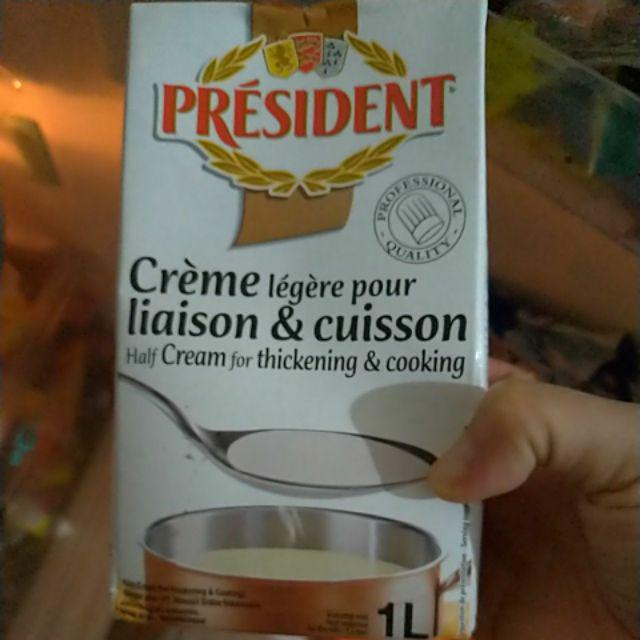 PRÉSIDENT
PROFESSIONAL
QUALITY
Crème légère pour
liaison & cuisson
Half Cream for thickening & cooking
1L